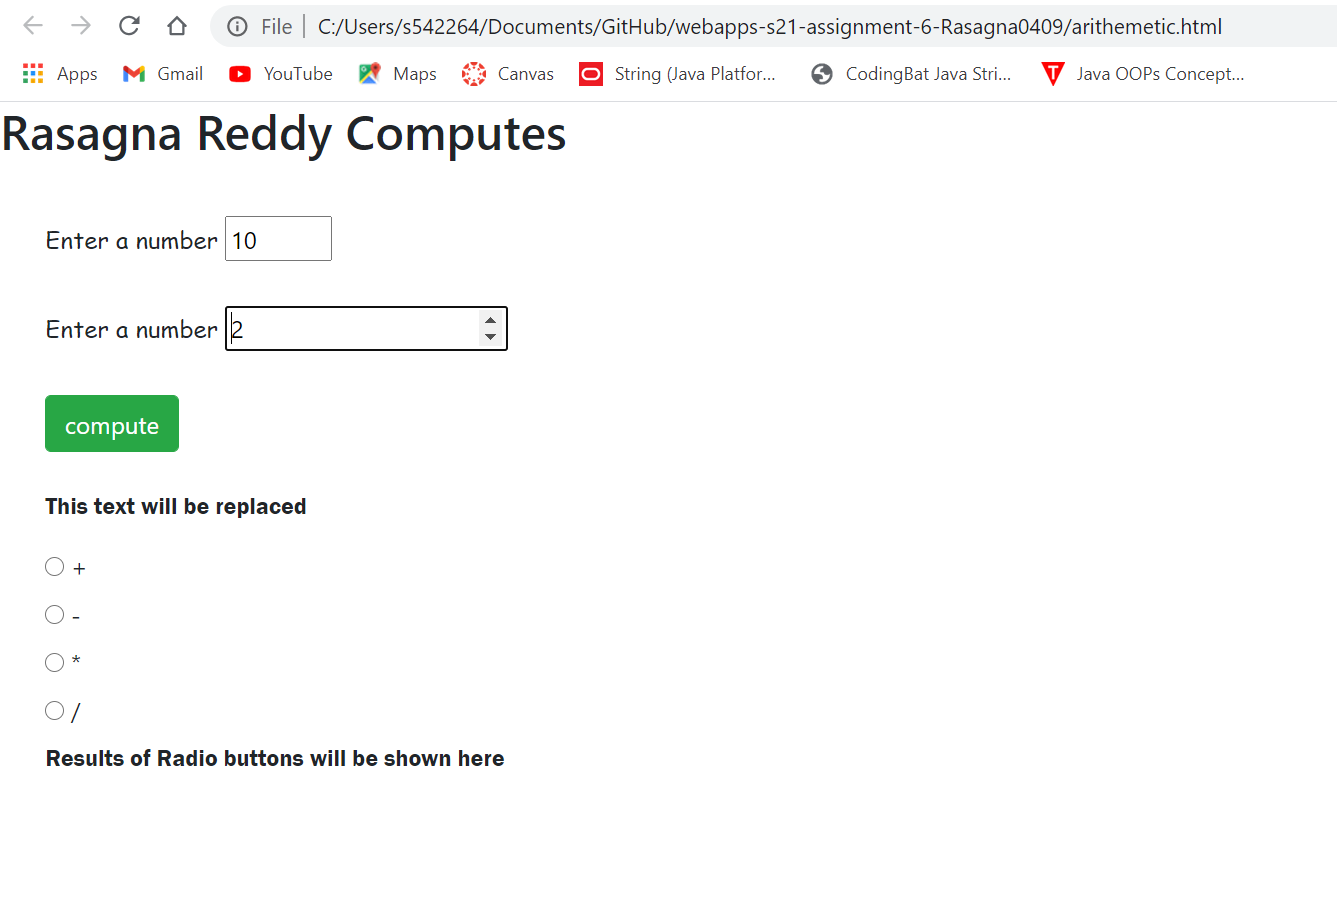 File C:/Users/s542264/Documents/GitHub/webapps-s21-assignment-6-Rasagna0409/arithemetic.html
Apps Gmail YouTube Maps Canvas String (Java Platfor... CodingBat Java Stri... Java OOPs Concept...
Rasagna Reddy Computes
Enter a number 10
Enter a number 2
compute
This text will be replaced
+
-
*
/
Results of Radio buttons will be shown here